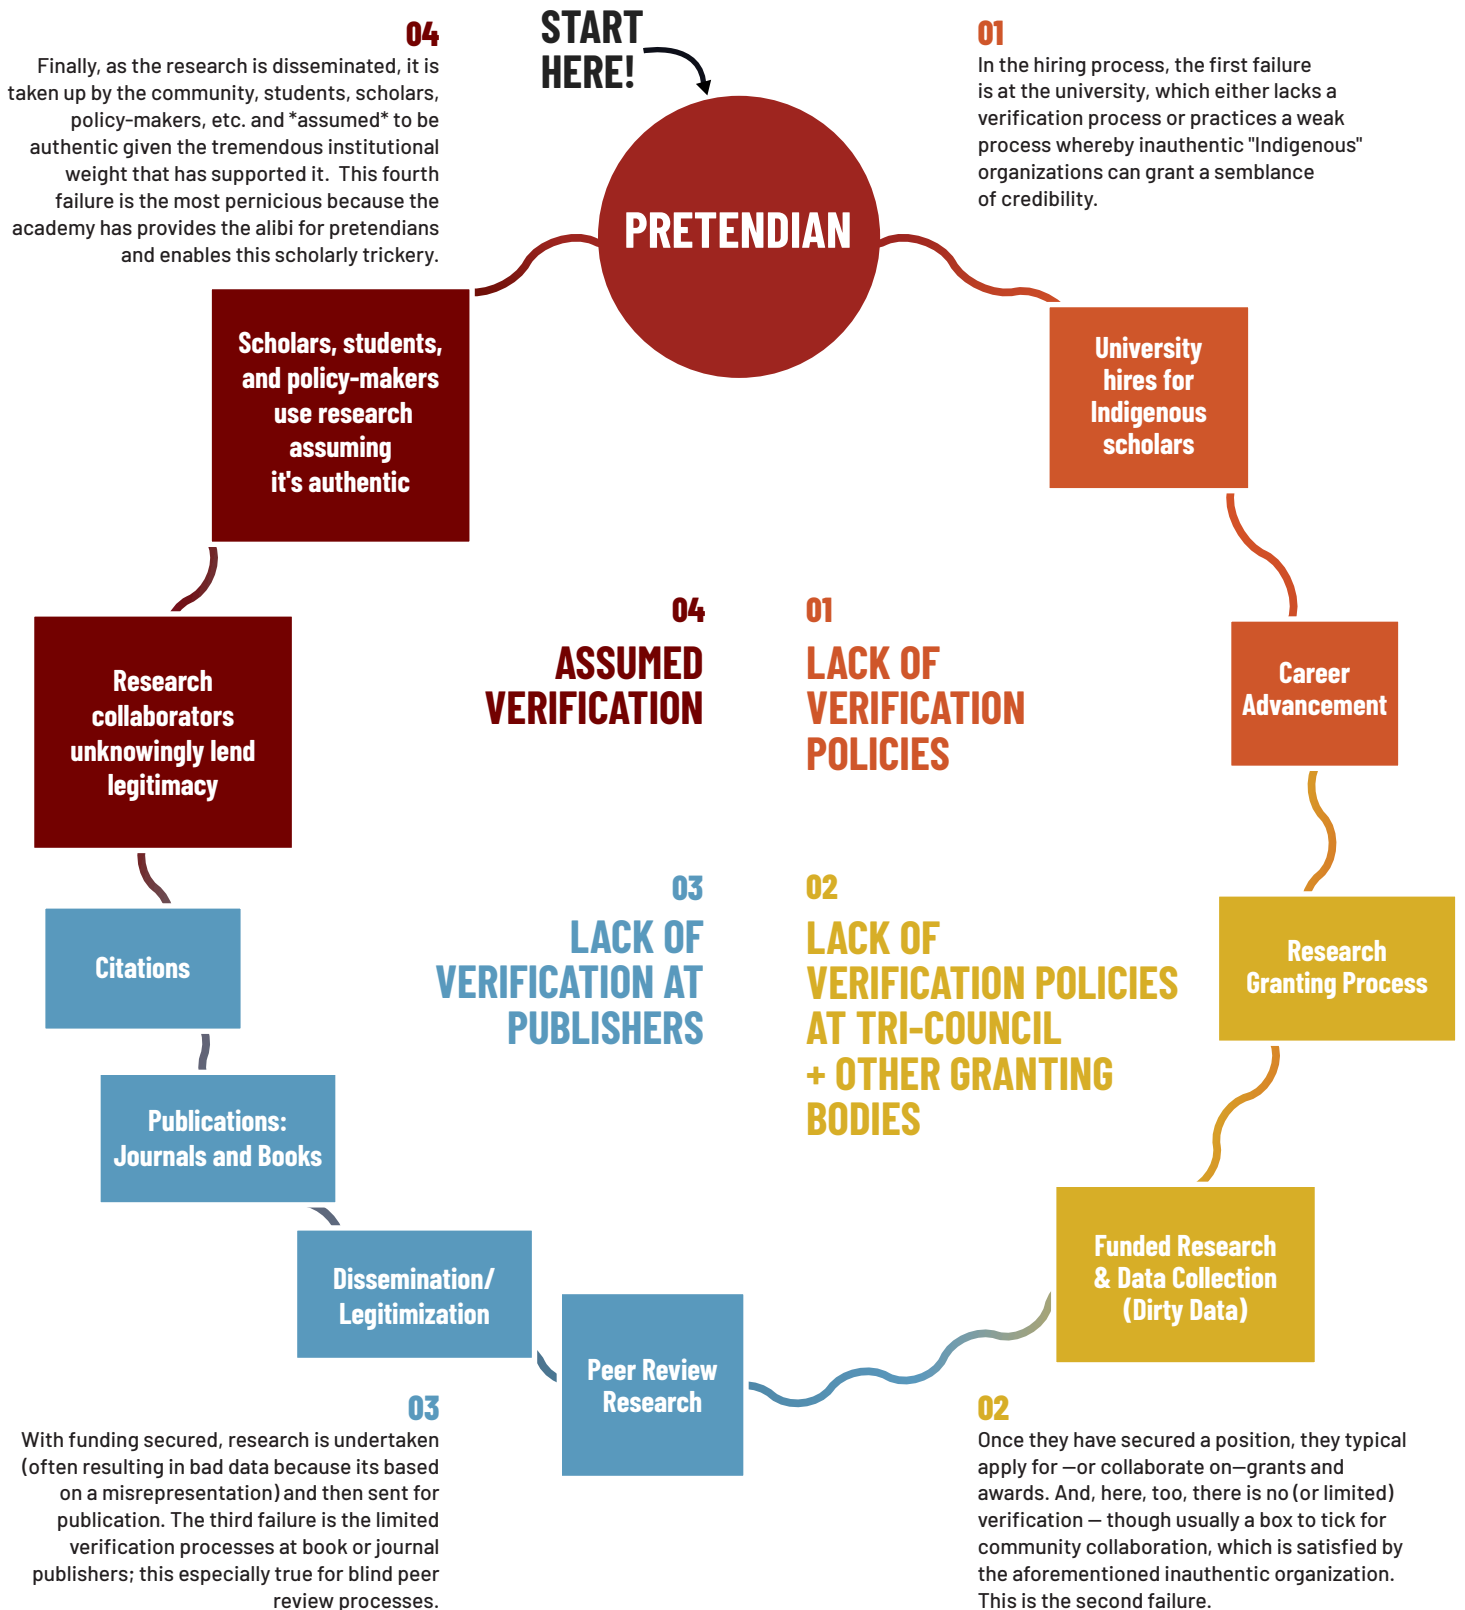 START
HERE!
PRETENDIAN
01
In the hiring process, the first failure
is at the university, which either lacks a
verification process or practices a weak
process whereby inauthentic "Indigenous"
organizations can grant a semblance
of credibility.
University
hires for
Indigenous
scholars
Career
Advancement
01
LACK OF
VERIFICATION
POLICIES
Research
Granting Process
02
LACK OF
VERIFICATION POLICIES
AT TRI-COUNCIL
+ OTHER GRANTING
BODIES
Funded Research
& Data Collection
(Dirty Data)
02
Once they have secured a position, they typical
apply for —or collaborate on—grants and
awards. And, here, too, there is no (or limited)
verification — though usually a box to tick for
community collaboration, which is satisfied by
the aforementioned inauthentic organization.
This is the second failure.
Peer Review
Research
Dissemination/
Legitimization
Publications:
Journals and Books
Citations
03
LACK OF
VERIFICATION AT
PUBLISHERS
03
With funding secured, research is undertaken
(often resulting in bad data because its based
on a misrepresentation) and then sent for
publication. The third failure is the limited
verification processes at book or journal
publishers; this especially true for blind peer
review processes.
Research
collaborators
unknowingly lend
legitimacy
Scholars, students,
and policy-makers
use research
assuming
it's authentic
04
ASSUMED
VERIFICATION
04
Finally, as the research is disseminated, it is
taken up by the community, students, scholars,
policy-makers, etc. and *assumed* to be
authentic given the tremendous institutional
weight that has supported it. This fourth
failure is the most pernicious because the
academy has provides the alibi for pretendians
and enables this scholarly trickery.